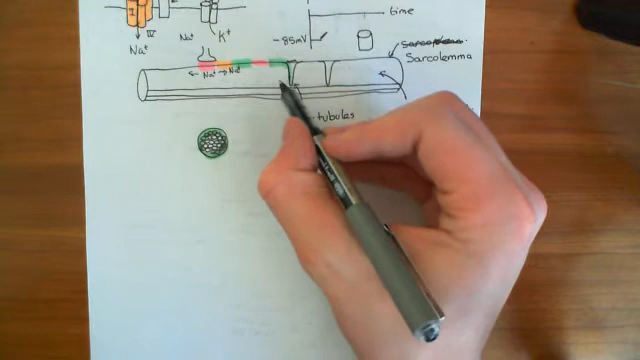 I
IV
Na⁺
Na⁺
K⁺
time
-85mV
Sarcolemma
← Na⁺ → Na⁺
-tubules